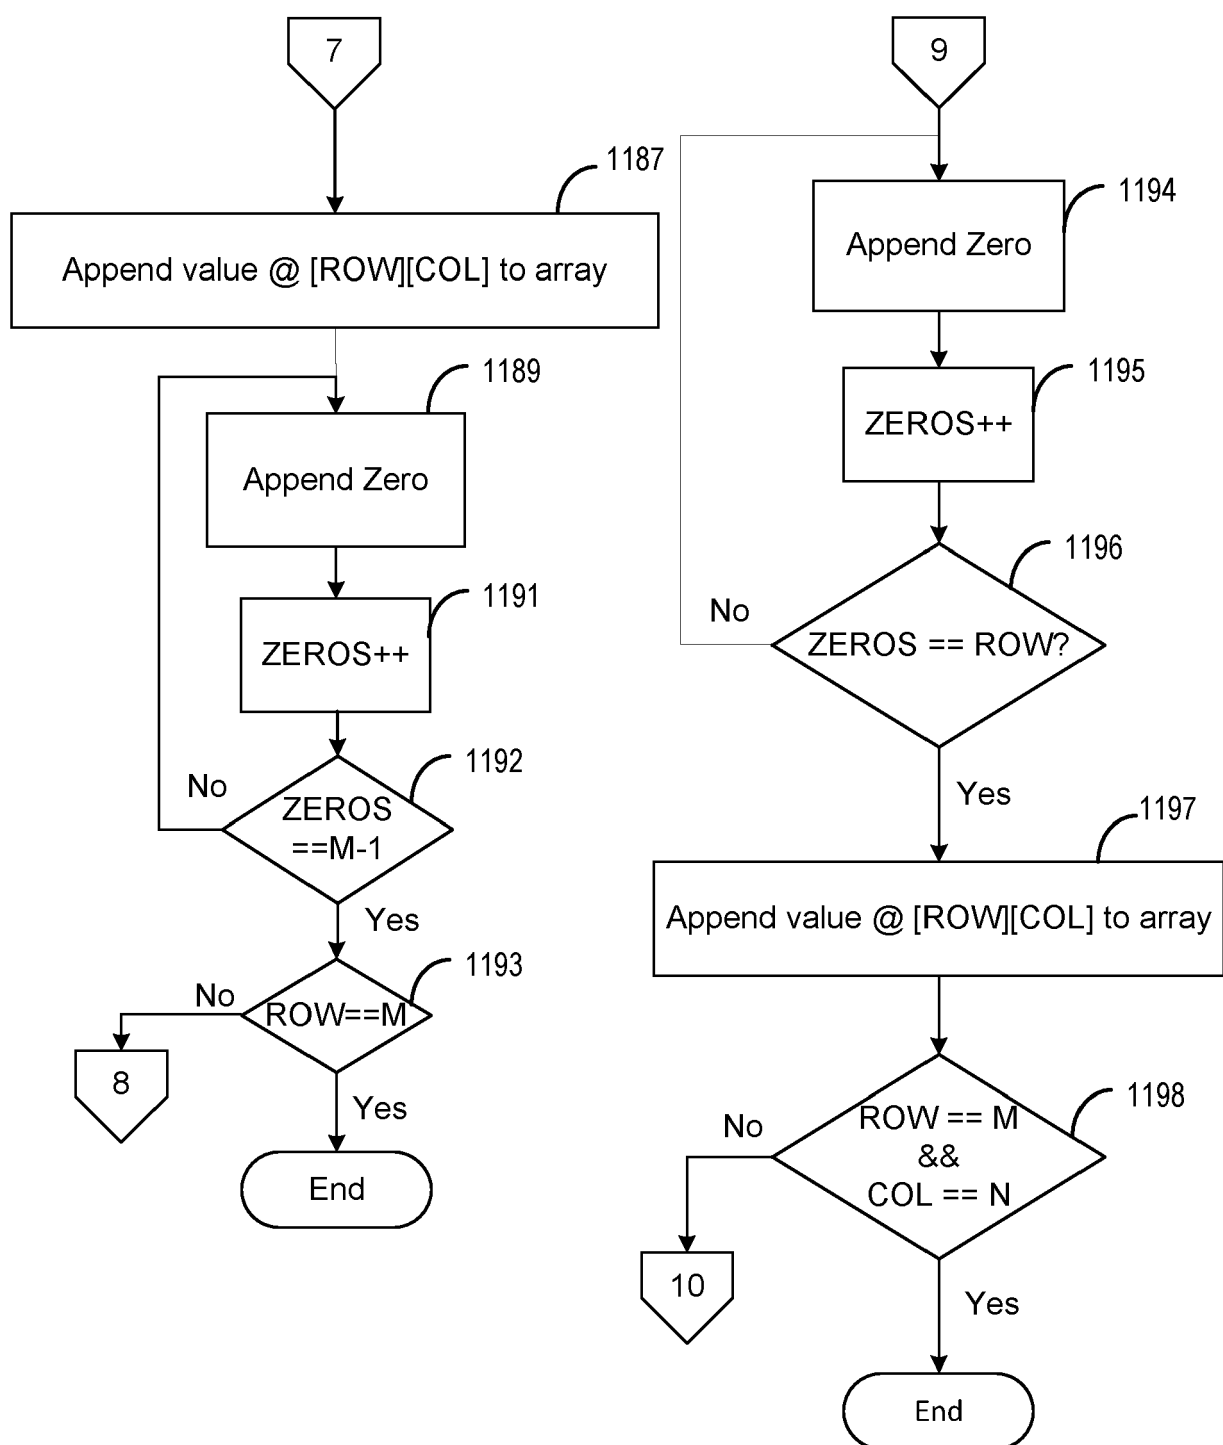 7
1187
Append value @ [ROW][COL] to array
1189
Append Zero
1191
ZEROS++
1192
No
ZEROS
==M-1
Yes
1193
No
ROW==M
8
Yes
End
9
1194
Append Zero
1195
ZEROS++
1196
No
ZEROS == ROW?
Yes
1197
Append value @ [ROW][COL] to array
1198
No
ROW == M
&&
COL == N
10
Yes
End